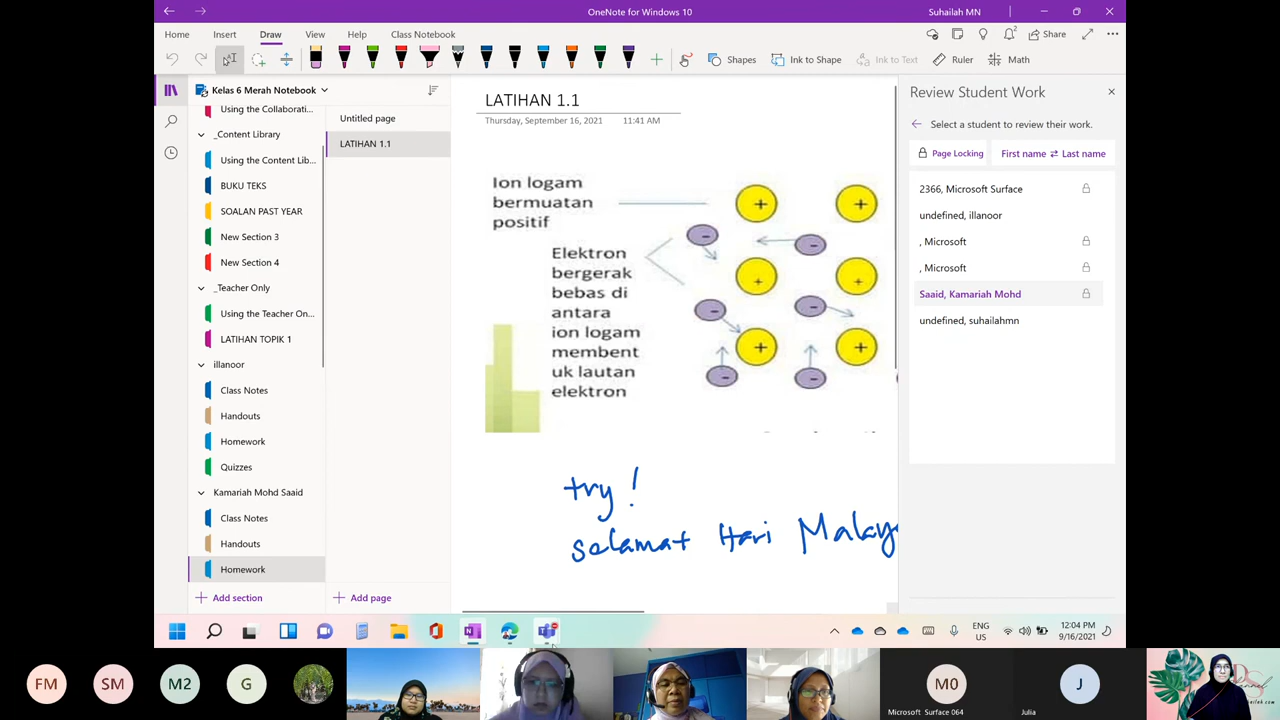 OneNote for Windows 10
Suhailah MN
Home Insert Draw View Help Class Notebook
Share
Shapes Ink to Shape Ink to Text Ruler Math
Kelas 6 Merah Notebook
Using the Collaborati...
_Content Library
Using the Content Lib...
BUKU TEKS
SOALAN PAST YEAR
New Section 3
New Section 4
_Teacher Only
Using the Teacher On...
LATIHAN TOPIK 1
illanoor
Class Notes
Handouts
Homework
Quizzes
Kamariah Mohd Saaid
Class Notes
Handouts
Homework
+ Add section
Untitled page
LATIHAN 1.1
+ Add page
LATIHAN 1.1
Thursday, September 16, 2021 11:41 AM
Ion logam
bermuatan
positif
Elektron
bergerak
bebas di
antara
ion logam
membent
uk lautan
elektron
try!
selamat Hari Malay
Review Student Work
Select a student to review their work.
Page Locking
First name ⇄ Last name
2366, Microsoft Surface
undefined, illanoor
, Microsoft
, Microsoft
Saaid, Kamariah Mohd
undefined, suhailahmn
ENG
US
12:04 PM
9/16/2021
FM
SM
M2
G
M0
Microsoft Surface 064
J
Julia